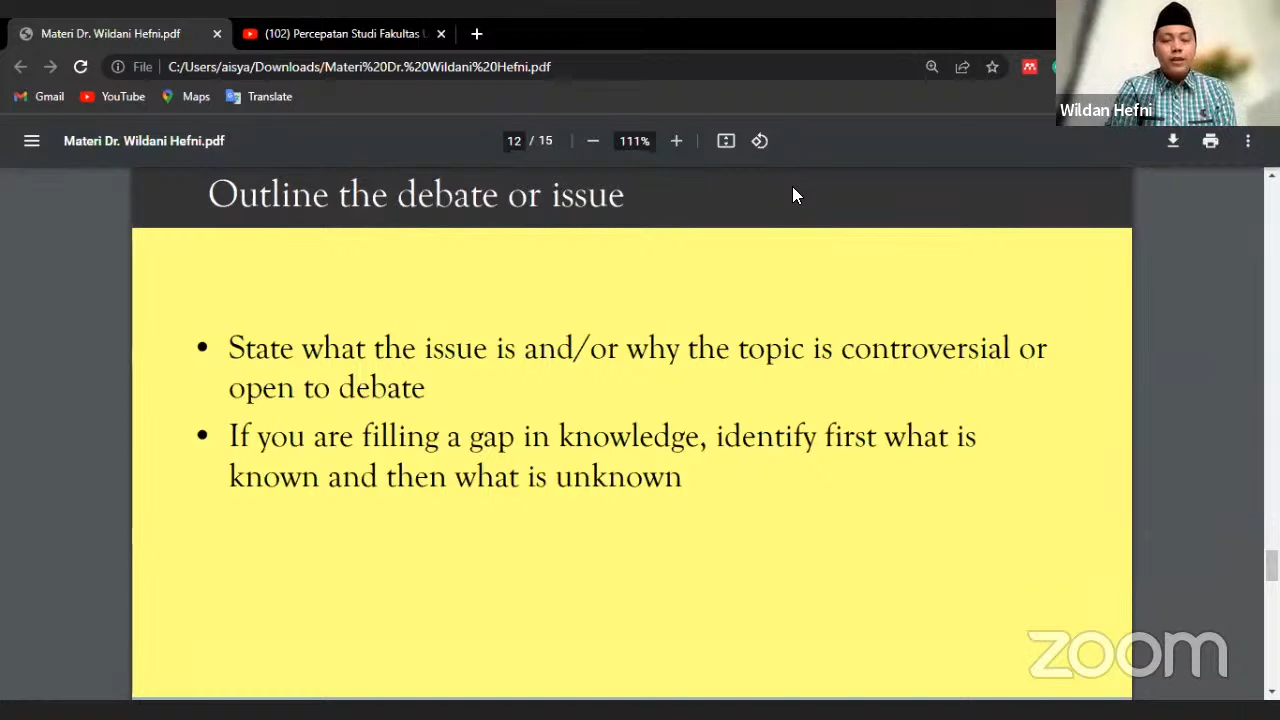 Materi Dr. Wildani Hefni.pdf
(102) Percepatan Studi Fakultas
File
C:/Users/aisya/Downloads/Materi%20Dr.%20Wildani%20Hefni.pdf
Gmail
YouTube
Maps
Translate
Wildan Hefni
Materi Dr. Wildani Hefni.pdf
12 / 15
111%
Outline the debate or issue
• State what the issue is and/or why the topic is controversial or
open to debate
• If you are filling a gap in knowledge, identify first what is
known and then what is unknown
zoom